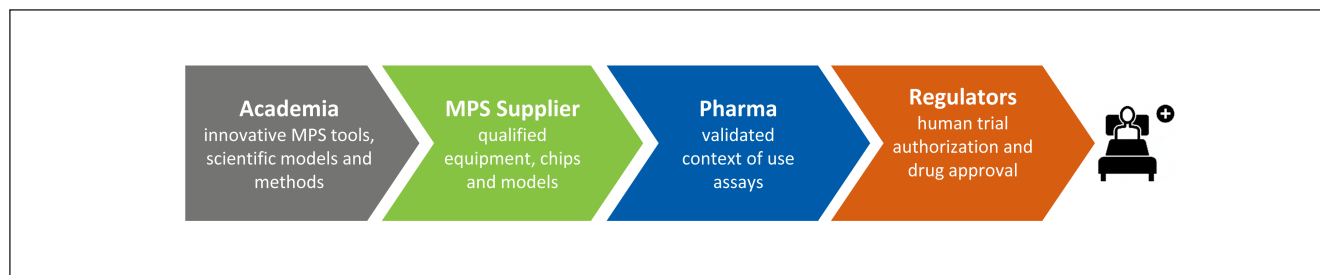 Academia
innovative MPS tools,
scientific models and
methods
MPS Supplier
qualified
equipment, chips
and models
Pharma
validated
context of use
assays
Regulators
human trial
authorization and
drug approval